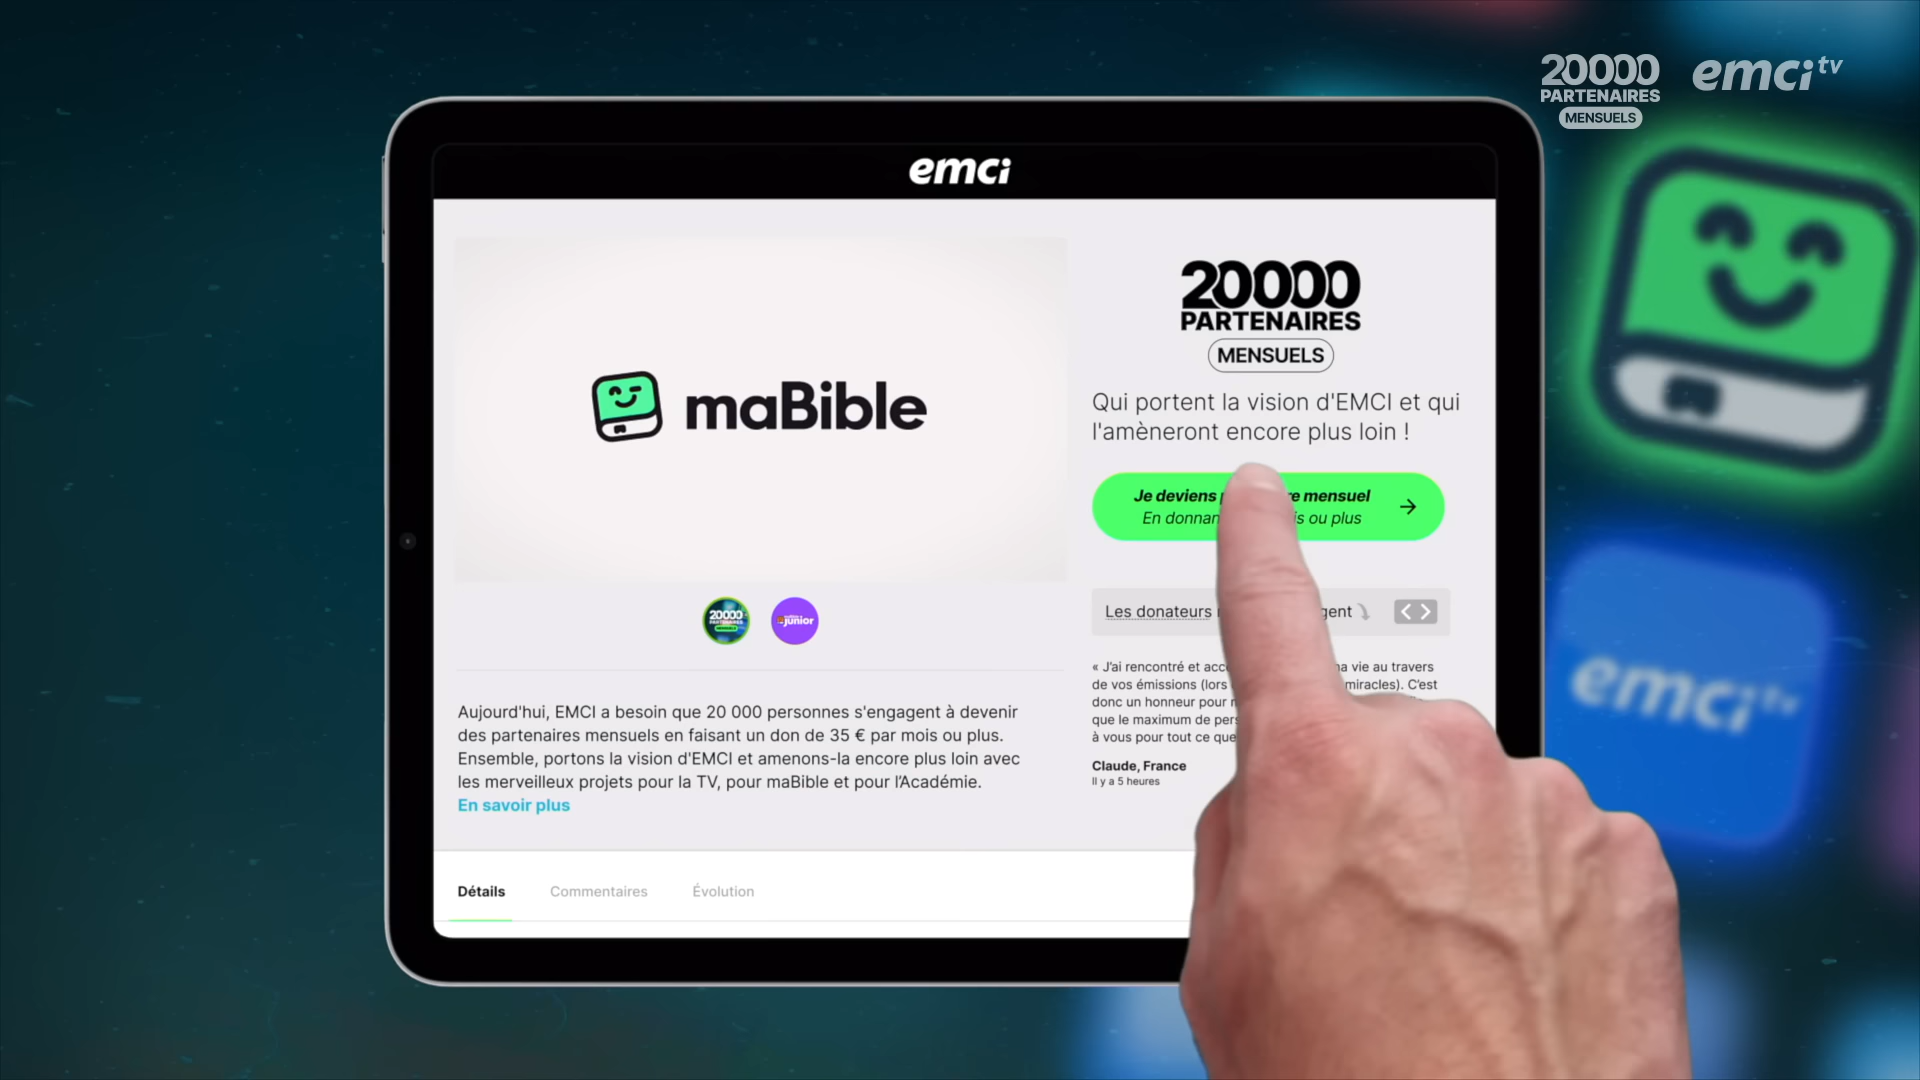 20000
PARTENAIRES
MENSUELS
emci tv
emci
maBible
20000
PARTENAIRES
MENSUELS
Qui portent la vision d'EMCI et qui
l'amèneront encore plus loin !
Je deviens mensuel
En ou plus
Les donateurs
20000
junior
« J'ai rencontré et vie au travers
de vos émissions (lors miracles). C'est
donc un honneur pour
que le maximum de
à vous pour tout ce que
Claude, France
Il y a 5 heures
Aujourd'hui, EMCI a besoin que 20 000 personnes s'engagent à devenir
des partenaires mensuels en faisant un don de 35 € par mois ou plus.
Ensemble, portons la vision d'EMCI et amenons-la encore plus loin avec
les merveilleux projets pour la TV, pour maBible et pour l'Académie.
En savoir plus
Détails Commentaires Évolution
emci tv